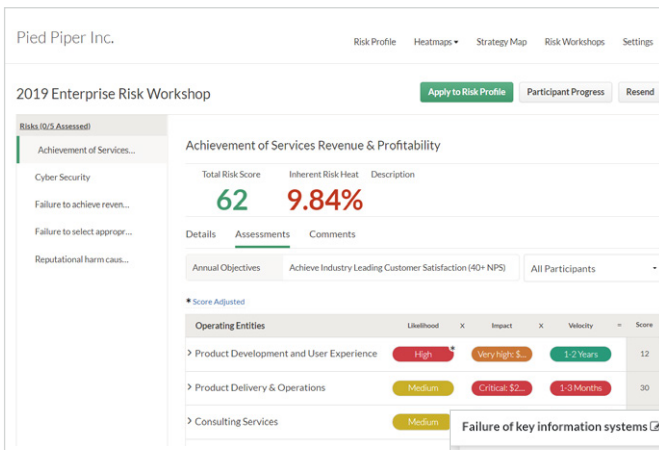 Pied Piper Inc.
Risk Profile Heatmaps Strategy Map Risk Workshops Settings
2019 Enterprise Risk Workshop
Apply to Risk Profile Participant Progress Resend
Risks (0/5 Assessed)
Achievement of Services...
Cyber Security
Failure to achieve reven...
Failure to select appropr...
Reputational harm caus...
Achievement of Services Revenue & Profitability
Total Risk Score Inherent Risk Heat Description
62 9.84%
Details Assessments Comments
Annual Objectives Achieve Industry Leading Customer Satisfaction (40+ NPS) All Participants
* Score Adjusted
Operating Entities Likelihood X Impact X Velocity = Score
> Product Development and User Experience High * Very high: $... 1-2 Years 12
> Product Delivery & Operations Medium Critical: $2... 1-3 Months 30
> Consulting Services Medium
Failure of key information systems